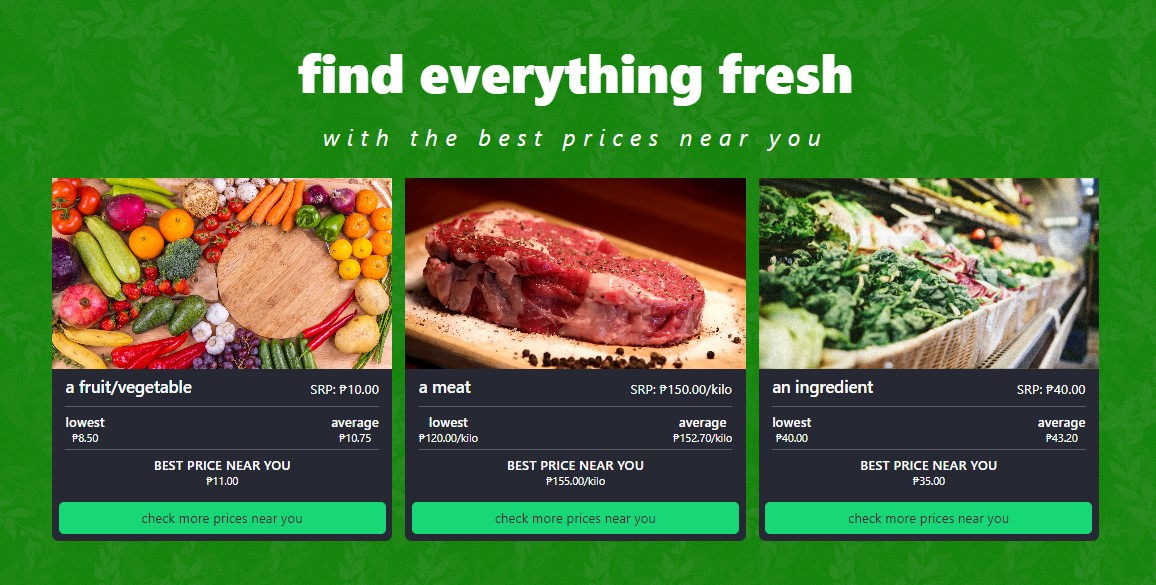 find everything fresh
with the best prices near you
a fruit/vegetable SRP: ₱10.00
lowest average
₱8.50 ₱10.75
BEST PRICE NEAR YOU
₱11.00
check more prices near you
a meat SRP: ₱150.00/kilo
lowest average
₱120.00/kilo ₱152.70/kilo
BEST PRICE NEAR YOU
₱155.00/kilo
check more prices near you
an ingredient SRP: ₱40.00
lowest average
₱40.00 ₱43.20
BEST PRICE NEAR YOU
₱35.00
check more prices near you